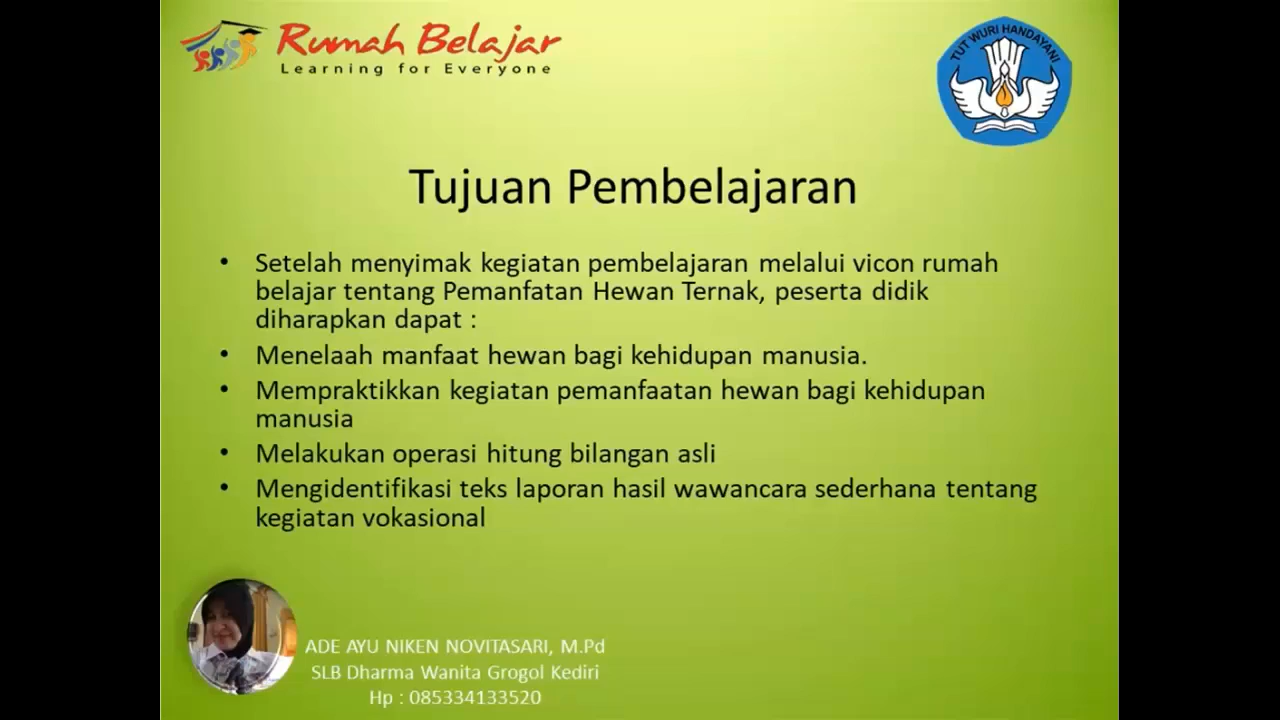 Rumah Belajar
Learning for Everyone
TUT WURI HANDAYANI
Tujuan Pembelajaran
• Setelah menyimak kegiatan pembelajaran melalui vicon rumah
belajar tentang Pemanfatan Hewan Ternak, peserta didik
diharapkan dapat :
• Menelaah manfaat hewan bagi kehidupan manusia.
• Mempraktikkan kegiatan pemanfaatan hewan bagi kehidupan
manusia
• Melakukan operasi hitung bilangan asli
• Mengidentifikasi teks laporan hasil wawancara sederhana tentang
kegiatan vokasional
ADE AYU NIKEN NOVITASARI, M.Pd
SLB Dharma Wanita Grogol Kediri
Hp : 085334133520